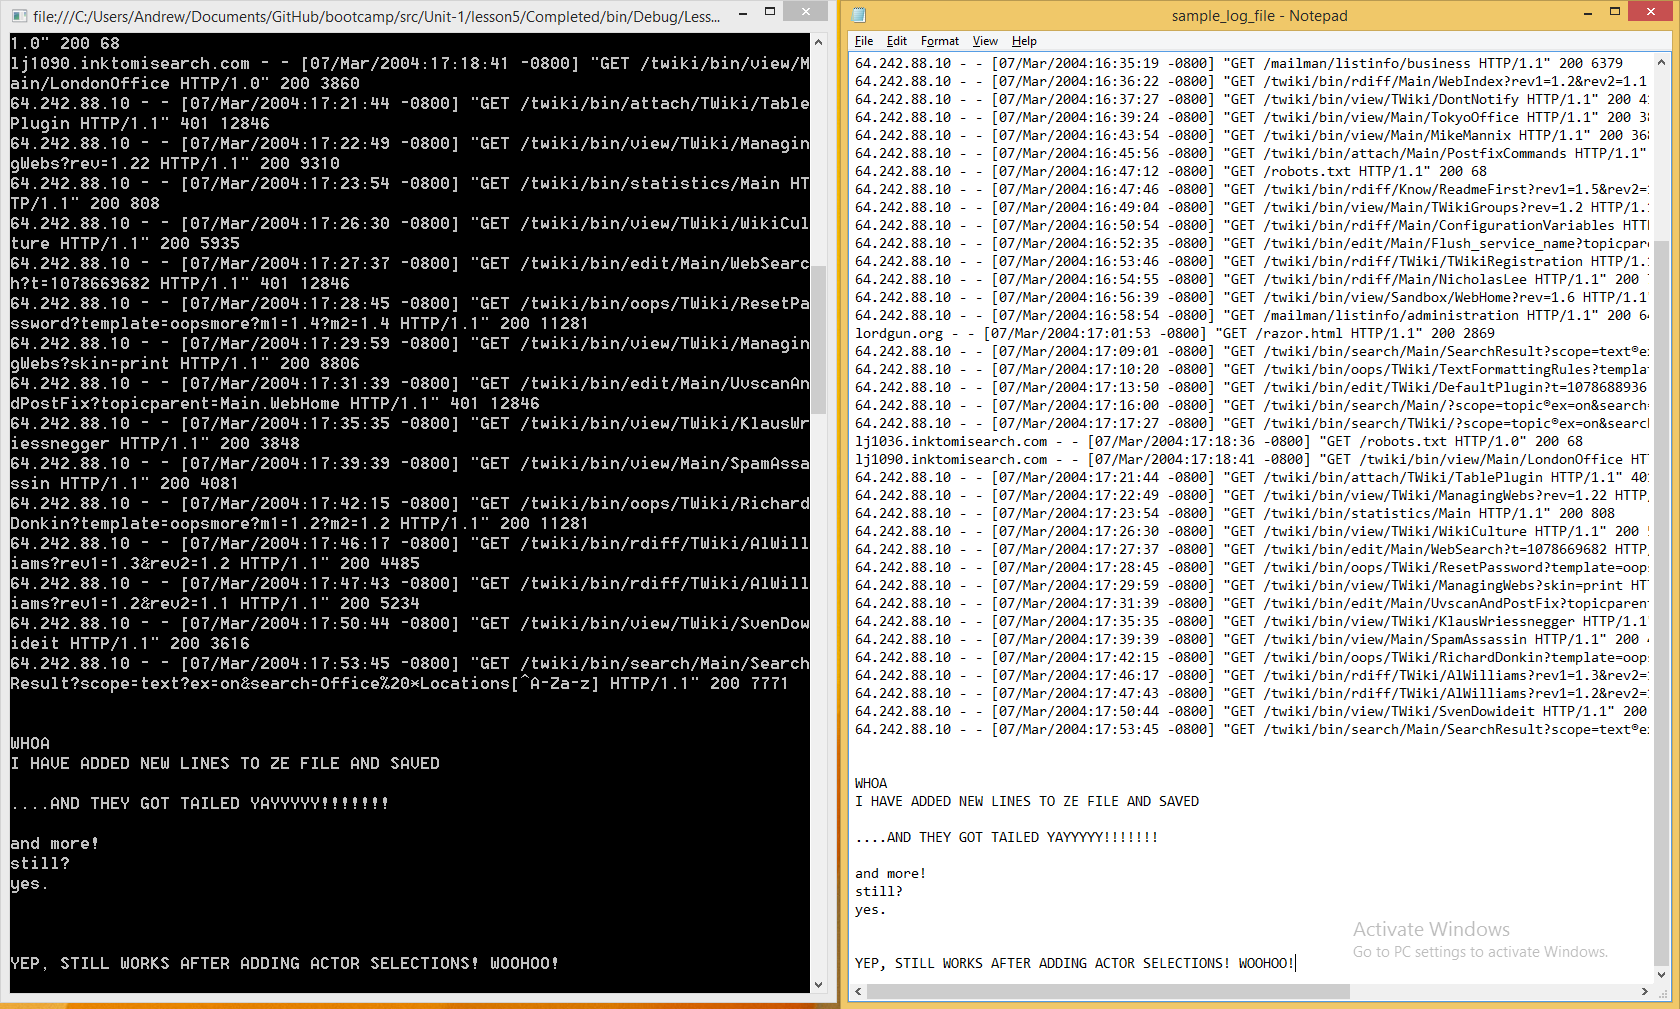 file:///C:/Users/Andrew/Documents/GitHub/bootcamp/src/Unit-1/lesson5/Completed/bin/Debug/Less...
1.0" 200 68
lj1090.inktomisearch.com - - [07/Mar/2004:17:18:41 -0800] "GET /twiki/bin/view/M
ain/LondonOffice HTTP/1.0" 200 3860
64.242.88.10 - - [07/Mar/2004:17:21:44 -0800] "GET /twiki/bin/attach/TWiki/Table
Plugin HTTP/1.1" 401 12846
64.242.88.10 - - [07/Mar/2004:17:22:49 -0800] "GET /twiki/bin/view/TWiki/Managin
gWebs?rev=1.22 HTTP/1.1" 200 9310
64.242.88.10 - - [07/Mar/2004:17:23:54 -0800] "GET /twiki/bin/statistics/Main HT
TP/1.1" 200 808
64.242.88.10 - - [07/Mar/2004:17:26:30 -0800] "GET /twiki/bin/view/TWiki/WikiCul
ture HTTP/1.1" 200 5935
64.242.88.10 - - [07/Mar/2004:17:27:37 -0800] "GET /twiki/bin/edit/Main/WebSearc
h?t=1078669682 HTTP/1.1" 401 12846
64.242.88.10 - - [07/Mar/2004:17:28:45 -0800] "GET /twiki/bin/oops/TWiki/ResetPa
ssword?template=oopsmore?m1=1.4?m2=1.4 HTTP/1.1" 200 11281
64.242.88.10 - - [07/Mar/2004:17:29:59 -0800] "GET /twiki/bin/view/TWiki/Managin
gWebs?skin=print HTTP/1.1" 200 8806
64.242.88.10 - - [07/Mar/2004:17:31:39 -0800] "GET /twiki/bin/edit/Main/UvscanAn
dPostFix?topicparent=Main.WebHome HTTP/1.1" 401 12846
64.242.88.10 - - [07/Mar/2004:17:35:35 -0800] "GET /twiki/bin/view/TWiki/KlausWr
iessnegger HTTP/1.1" 200 3848
64.242.88.10 - - [07/Mar/2004:17:39:39 -0800] "GET /twiki/bin/view/Main/SpamAssa
ssin HTTP/1.1" 200 4081
64.242.88.10 - - [07/Mar/2004:17:42:15 -0800] "GET /twiki/bin/oops/TWiki/Richard
Donkin?template=oopsmore?m1=1.2?m2=1.2 HTTP/1.1" 200 11281
64.242.88.10 - - [07/Mar/2004:17:46:17 -0800] "GET /twiki/bin/rdiff/TWiki/AlWill
iams?rev1=1.3&rev2=1.2 HTTP/1.1" 200 4485
64.242.88.10 - - [07/Mar/2004:17:47:43 -0800] "GET /twiki/bin/rdiff/TWiki/AlWill
iams?rev1=1.2&rev2=1.1 HTTP/1.1" 200 5234
64.242.88.10 - - [07/Mar/2004:17:50:44 -0800] "GET /twiki/bin/view/TWiki/SvenDow
ideit HTTP/1.1" 200 3616
64.242.88.10 - - [07/Mar/2004:17:53:45 -0800] "GET /twiki/bin/search/Main/Search
Result?scope=text?ex=on&search=Office%20*Locations[^A-Za-z] HTTP/1.1" 200 7771
WHOA
I HAVE ADDED NEW LINES TO ZE FILE AND SAVED
....AND THEY GOT TAILED YAYYYYY!!!!!!!
and more!
still?
yes.
YEP, STILL WORKS AFTER ADDING ACTOR SELECTIONS! WOOHOO!
sample_log_file - Notepad
File Edit Format View Help
64.242.88.10 - - [07/Mar/2004:16:35:19 -0800] "GET /mailman/listinfo/business HTTP/1.1" 200 6379
64.242.88.10 - - [07/Mar/2004:16:36:22 -0800] "GET /twiki/bin/rdiff/Main/WebIndex?rev1=1.2&rev2=1.1
64.242.88.10 - - [07/Mar/2004:16:37:27 -0800] "GET /twiki/bin/view/TWiki/DontNotify HTTP/1.1" 200 4
64.242.88.10 - - [07/Mar/2004:16:39:24 -0800] "GET /twiki/bin/view/Main/TokyoOffice HTTP/1.1" 200 3
64.242.88.10 - - [07/Mar/2004:16:43:54 -0800] "GET /twiki/bin/view/Main/MikeMannix HTTP/1.1" 200 36
64.242.88.10 - - [07/Mar/2004:16:45:56 -0800] "GET /twiki/bin/attach/Main/PostfixCommands HTTP/1.1"
64.242.88.10 - - [07/Mar/2004:16:47:12 -0800] "GET /robots.txt HTTP/1.1" 200 68
64.242.88.10 - - [07/Mar/2004:16:47:46 -0800] "GET /twiki/bin/rdiff/Know/ReadmeFirst?rev1=1.5&rev2=
64.242.88.10 - - [07/Mar/2004:16:49:04 -0800] "GET /twiki/bin/view/Main/TWikiGroups?rev=1.2 HTTP/1.
64.242.88.10 - - [07/Mar/2004:16:50:54 -0800] "GET /twiki/bin/rdiff/Main/ConfigurationVariables HTT
64.242.88.10 - - [07/Mar/2004:16:52:35 -0800] "GET /twiki/bin/edit/Main/Flush_service_name?topicpar
64.242.88.10 - - [07/Mar/2004:16:53:46 -0800] "GET /twiki/bin/rdiff/TWiki/TWikiRegistration HTTP/1.
64.242.88.10 - - [07/Mar/2004:16:54:55 -0800] "GET /twiki/bin/rdiff/Main/NicholasLee HTTP/1.1" 200
64.242.88.10 - - [07/Mar/2004:16:56:39 -0800] "GET /twiki/bin/view/Sandbox/WebHome?rev=1.6 HTTP/1.1
64.242.88.10 - - [07/Mar/2004:16:58:54 -0800] "GET /mailman/listinfo/administration HTTP/1.1" 200 6
lordgun.org - - [07/Mar/2004:17:01:53 -0800] "GET /razor.html HTTP/1.1" 200 2869
64.242.88.10 - - [07/Mar/2004:17:09:01 -0800] "GET /twiki/bin/search/Main/SearchResult?scope=text®e
64.242.88.10 - - [07/Mar/2004:17:10:20 -0800] "GET /twiki/bin/oops/TWiki/TextFormattingRules?templa
64.242.88.10 - - [07/Mar/2004:17:13:50 -0800] "GET /twiki/bin/edit/TWiki/DefaultPlugin?t=1078688936
64.242.88.10 - - [07/Mar/2004:17:16:00 -0800] "GET /twiki/bin/search/Main/?scope=topic®ex=on&search=
64.242.88.10 - - [07/Mar/2004:17:17:27 -0800] "GET /twiki/bin/search/TWiki/?scope=topic®ex=on&searc
lj1036.inktomisearch.com - - [07/Mar/2004:17:18:36 -0800] "GET /robots.txt HTTP/1.0" 200 68
lj1090.inktomisearch.com - - [07/Mar/2004:17:18:41 -0800] "GET /twiki/bin/view/Main/LondonOffice HT
64.242.88.10 - - [07/Mar/2004:17:21:44 -0800] "GET /twiki/bin/attach/TWiki/TablePlugin HTTP/1.1" 40
64.242.88.10 - - [07/Mar/2004:17:22:49 -0800] "GET /twiki/bin/view/TWiki/ManagingWebs?rev=1.22 HTTP/
64.242.88.10 - - [07/Mar/2004:17:23:54 -0800] "GET /twiki/bin/statistics/Main HTTP/1.1" 200 808
64.242.88.10 - - [07/Mar/2004:17:26:30 -0800] "GET /twiki/bin/view/TWiki/WikiCulture HTTP/1.1" 200
64.242.88.10 - - [07/Mar/2004:17:27:37 -0800] "GET /twiki/bin/edit/Main/WebSearch?t=1078669682 HTTP/
64.242.88.10 - - [07/Mar/2004:17:28:45 -0800] "GET /twiki/bin/oops/TWiki/ResetPassword?template=oop
64.242.88.10 - - [07/Mar/2004:17:29:59 -0800] "GET /twiki/bin/view/TWiki/ManagingWebs?skin=print HT
64.242.88.10 - - [07/Mar/2004:17:31:39 -0800] "GET /twiki/bin/edit/Main/UvscanAndPostFix?topicparent
64.242.88.10 - - [07/Mar/2004:17:35:35 -0800] "GET /twiki/bin/view/TWiki/KlausWriessnegger HTTP/1.1
64.242.88.10 - - [07/Mar/2004:17:39:39 -0800] "GET /twiki/bin/view/Main/SpamAssassin HTTP/1.1" 200
64.242.88.10 - - [07/Mar/2004:17:42:15 -0800] "GET /twiki/bin/oops/TWiki/RichardDonkin?template=oop
64.242.88.10 - - [07/Mar/2004:17:46:17 -0800] "GET /twiki/bin/rdiff/TWiki/AlWilliams?rev1=1.3&rev2=
64.242.88.10 - - [07/Mar/2004:17:47:43 -0800] "GET /twiki/bin/rdiff/TWiki/AlWilliams?rev1=1.2&rev2=
64.242.88.10 - - [07/Mar/2004:17:50:44 -0800] "GET /twiki/bin/view/TWiki/SvenDowideit HTTP/1.1" 200
64.242.88.10 - - [07/Mar/2004:17:53:45 -0800] "GET /twiki/bin/search/Main/SearchResult?scope=text®e
WHOA
I HAVE ADDED NEW LINES TO ZE FILE AND SAVED
....AND THEY GOT TAILED YAYYYYY!!!!!!!
and more!
still?
yes.
YEP, STILL WORKS AFTER ADDING ACTOR SELECTIONS! WOOHOO!
Activate Windows
Go to PC settings to activate Windows.